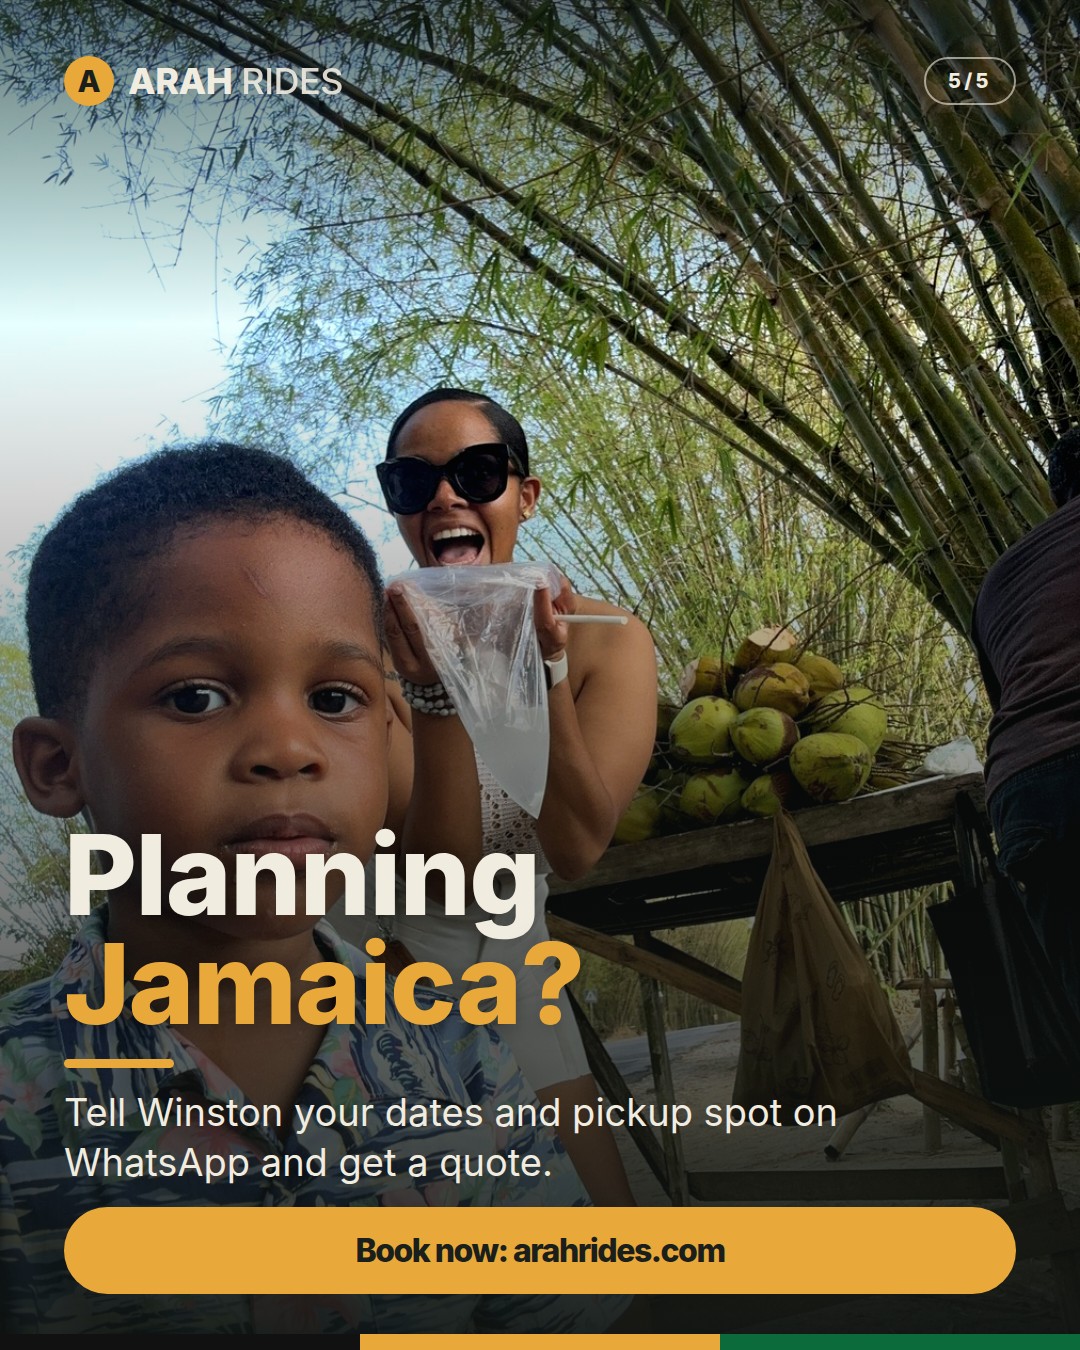 A ARAH RIDES
5/5
Planning
Jamaica?
Tell Winston your dates and pickup spot on
WhatsApp and get a quote.
Book now: arahrides.com